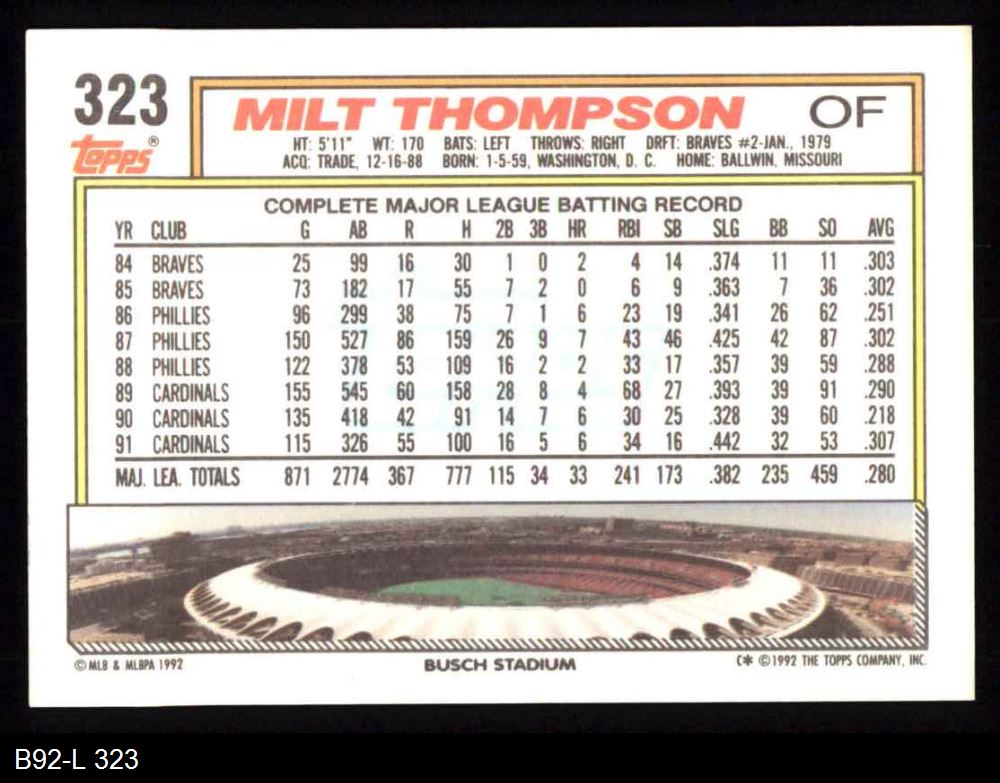 323
Topps®
MILT THOMPSON OF
HT: 5'11" WT: 170 BATS: LEFT THROWS: RIGHT DRFT: BRAVES #2-JAN., 1979
ACQ: TRADE, 12-16-88 BORN: 1-5-59, WASHINGTON, D. C. HOME: BALLWIN, MISSOURI
COMPLETE MAJOR LEAGUE BATTING RECORD
YR CLUB G AB R H 2B 3B HR RBI SB SLG BB SO AVG
84 BRAVES 25 99 16 30 1 0 2 4 14 .374 11 11 .303
85 BRAVES 73 182 17 55 7 2 0 6 9 .363 7 36 .302
86 PHILLIES 96 299 38 75 7 1 6 23 19 .341 26 62 .251
87 PHILLIES 150 527 86 159 26 9 7 43 46 .425 42 87 .302
88 PHILLIES 122 378 53 109 16 2 2 33 17 .357 39 59 .288
89 CARDINALS 155 545 60 158 28 8 4 68 27 .393 39 91 .290
90 CARDINALS 135 418 42 91 14 7 6 30 25 .328 39 60 .218
91 CARDINALS 115 326 55 100 16 5 6 34 16 .442 32 53 .307
MAJ. LEA. TOTALS 871 2774 367 777 115 34 33 241 173 .382 235 459 .280
© MLB & MLBPA 1992
BUSCH STADIUM
C* ©1992 THE TOPPS COMPANY, INC.
B92-L 323